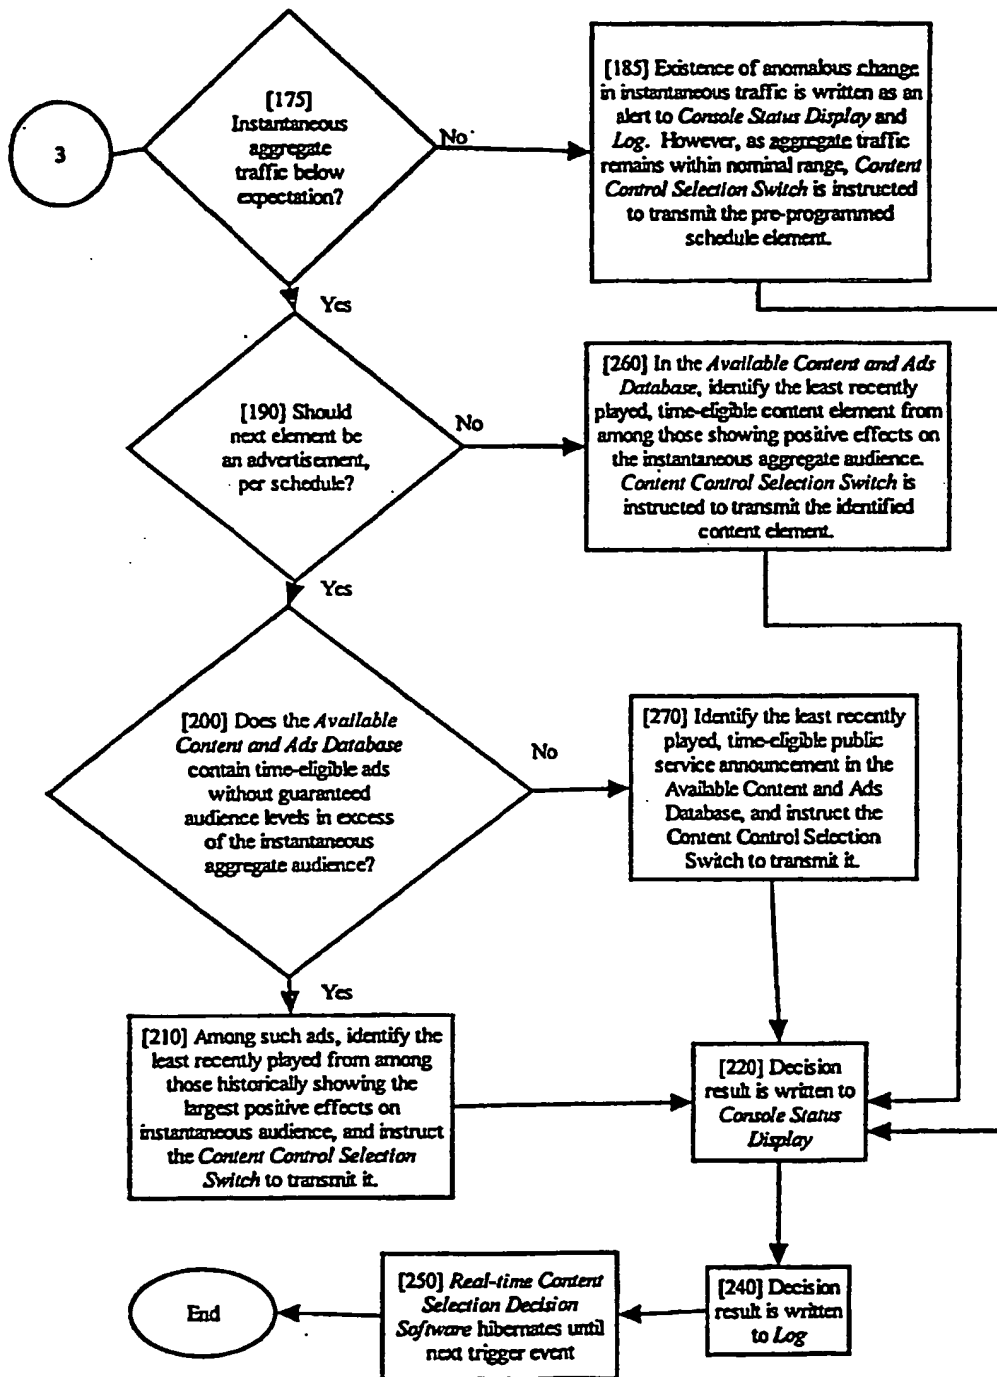 3
[175]
Instantaneous
aggregate
traffic below
expectation?
No
[185] Existence of anomalous change
in instantaneous traffic is written as an
alert to Console Status Display and
Log. However, as aggregate traffic
remains within nominal range, Content
Control Selection Switch is instructed
to transmit the pre-programmed
schedule element.
Yes
[190] Should
next element be
an advertisement,
per schedule?
No
[260] In the Available Content and Ads
Database, identify the least recently
played, time-eligible content element from
among those showing positive effects on
the instantaneous aggregate audience.
Content Control Selection Switch is
instructed to transmit the identified
content element.
Yes
[200] Does the Available
Content and Ads Database
contain time-eligible ads
without guaranteed
audience levels in excess
of the instantaneous
aggregate audience?
No
[270] Identify the least recently
played, time-eligible public
service announcement in the
Available Content and Ads
Database, and instruct the
Content Control Selection
Switch to transmit it.
Yes
[210] Among such ads, identify the
least recently played from among
those historically showing the
largest positive effects on
instantaneous audience, and instruct
the Content Control Selection
Switch to transmit it.
[220] Decision
result is written to
Console Status
Display
[240] Decision
result is written
to Log
[250] Real-time Content
Selection Decision
Software hibernates until
next trigger event
End